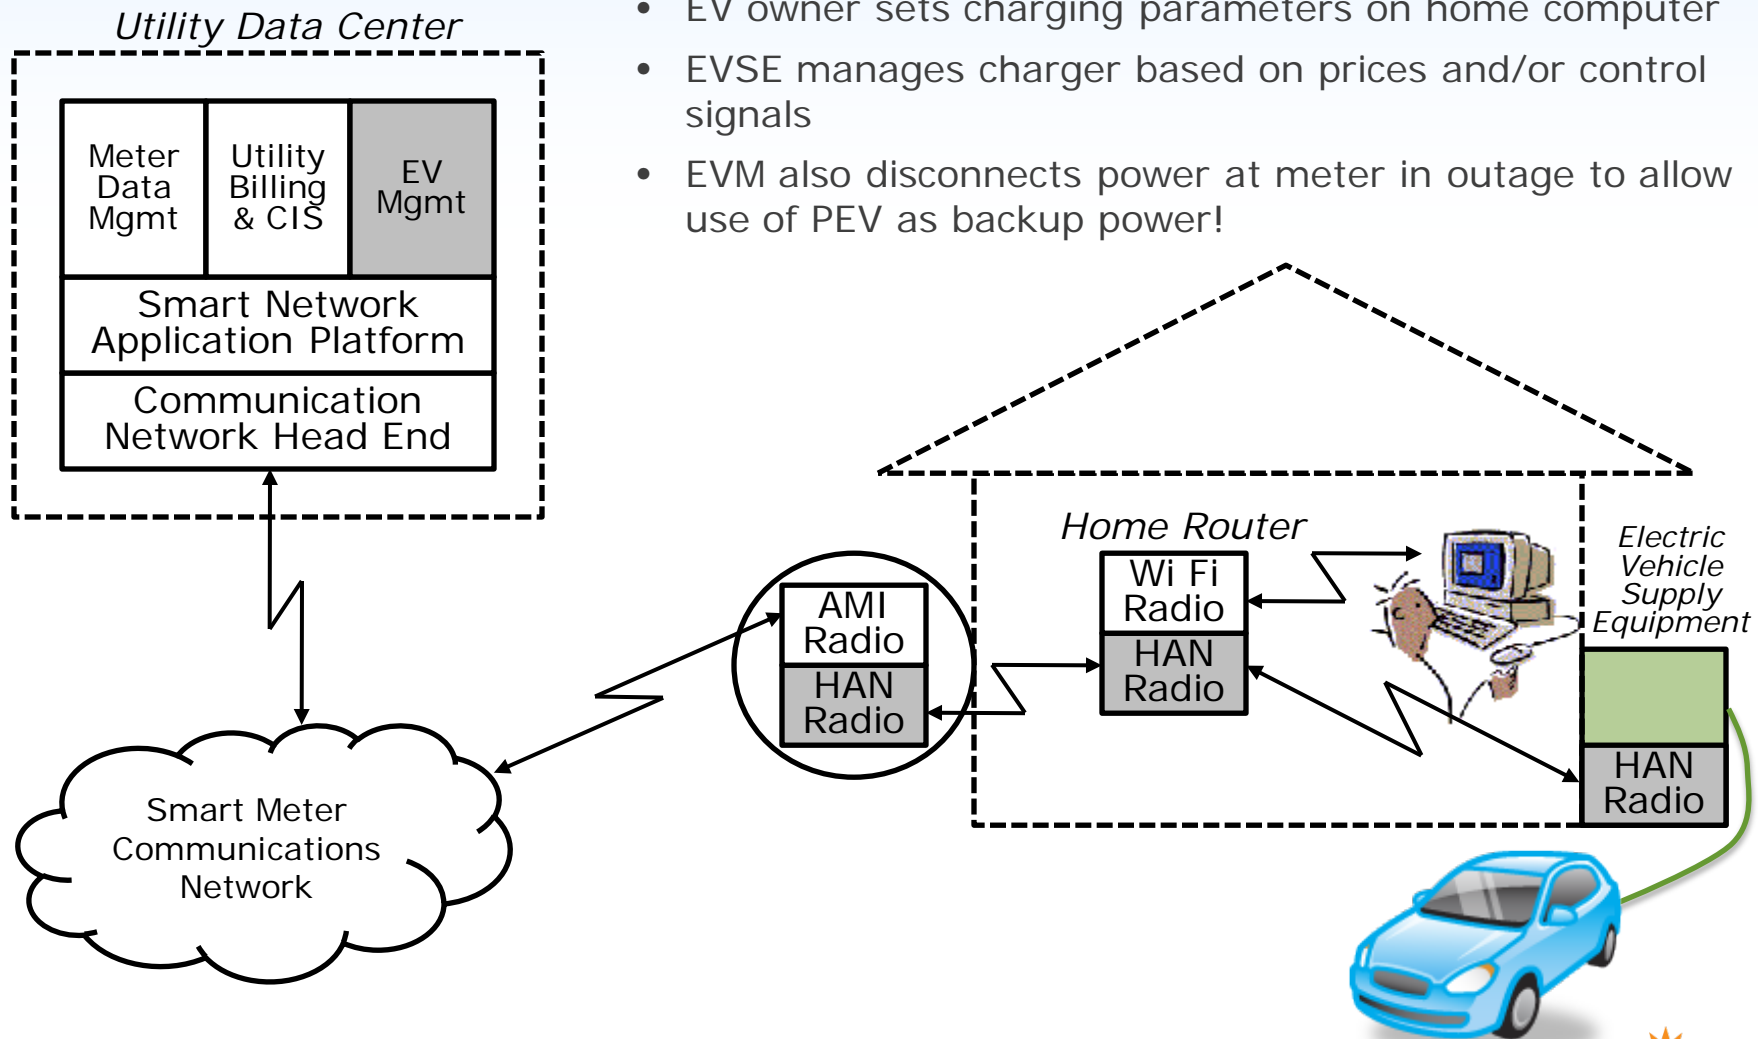 Utility Data Center
• EV owner sets charging parameters on home computer
• EVSE manages charger based on prices and/or control
signals
• EVM also disconnects power at meter in outage to allow
use of PEV as backup power!
Meter
Data
Mgmt
Utility
Billing
& CIS
EV
Mgmt
Smart Network
Application Platform
Communication
Network Head End
Home Router
Wi Fi
Radio
HAN
Radio
Electric
Vehicle
Supply
Equipment
AMI
Radio
HAN
Radio
HAN
Radio
Smart Meter
Communications
Network